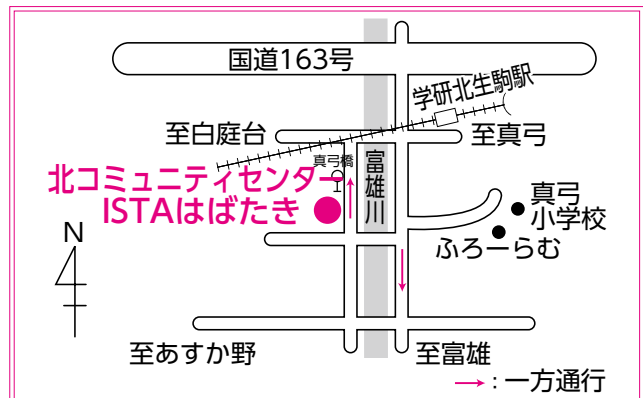 国道163号
学研北生駒駅
至白庭台
至真弓
真弓橋
富雄川
北コミュニティセンター
ISTAはばたき
真弓
小学校
ふろーらむ
N
至あすか野
至富雄
→：一方通行